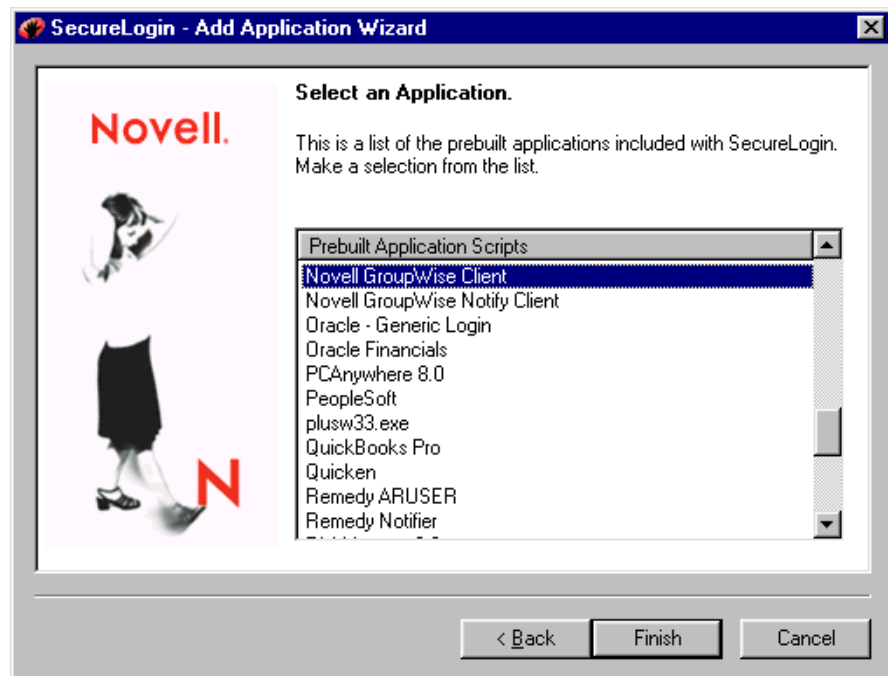 SecureLogin - Add Application Wizard
Novell.
Select an Application.
This is a list of the prebuilt applications included with SecureLogin.
Make a selection from the list.
Prebuilt Application Scripts
Novell GroupWise Client
Novell GroupWise Notify Client
Oracle - Generic Login
Oracle Financials
PCAnywhere 8.0
PeopleSoft
plusw33.exe
QuickBooks Pro
Quicken
Remedy ARUSER
Remedy Notifier
N
< Back
Finish
Cancel